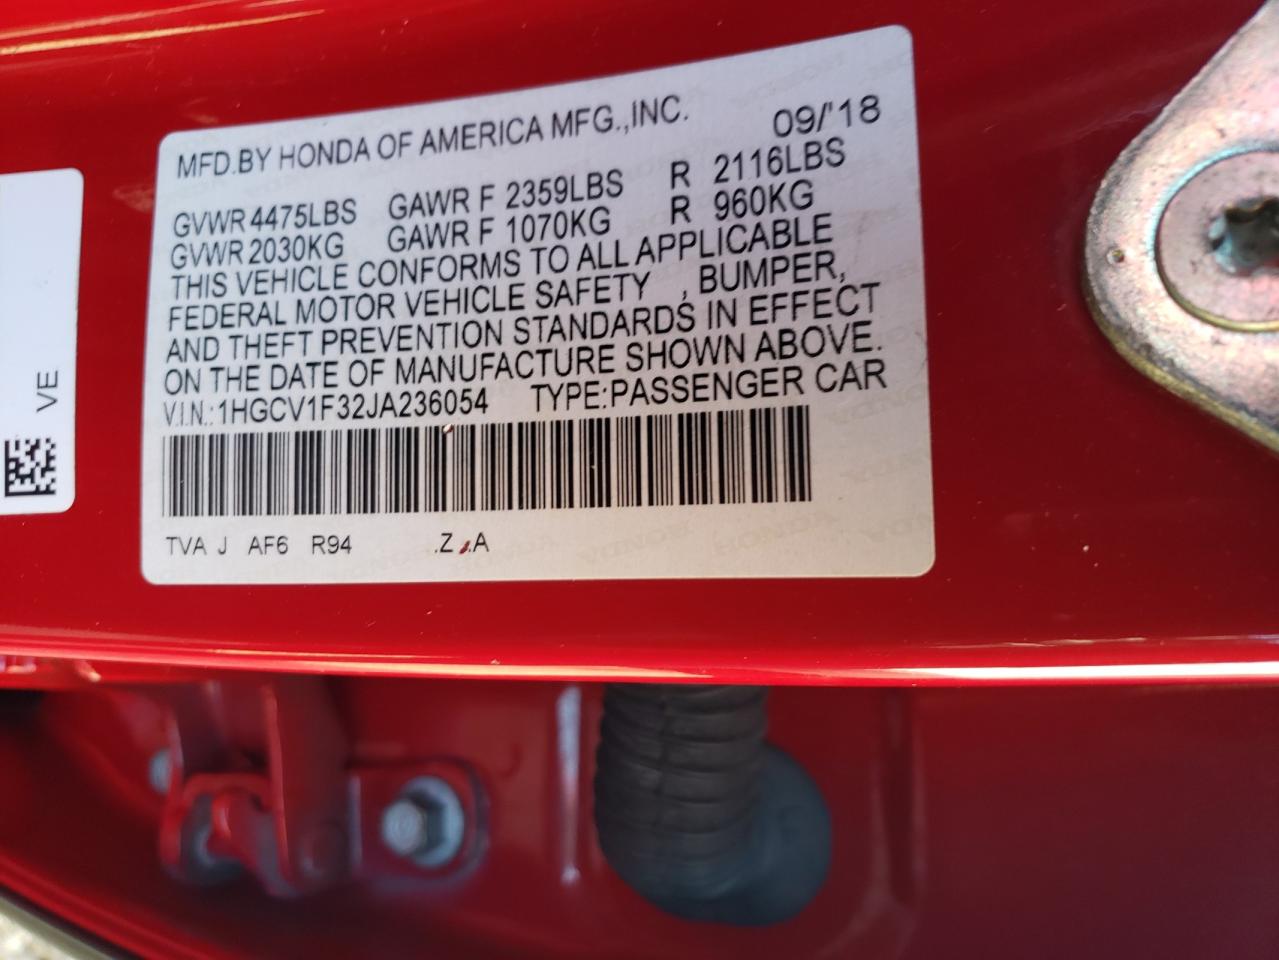 MFD.BY HONDA OF AMERICA MFG.,INC. 09/'18
GVWR 4475LBS GAWR F 2359LBS R 2116LBS
GVWR 2030KG GAWR F 1070KG R 960KG
THIS VEHICLE CONFORMS TO ALL APPLICABLE
FEDERAL MOTOR VEHICLE SAFETY , BUMPER,
AND THEFT PREVENTION STANDARDS IN EFFECT
ON THE DATE OF MANUFACTURE SHOWN ABOVE.
V.I.N.: 1HGCV1F32JA236054 TYPE:PASSENGER CAR
TVA J AF6 R94 .Z .A
VE